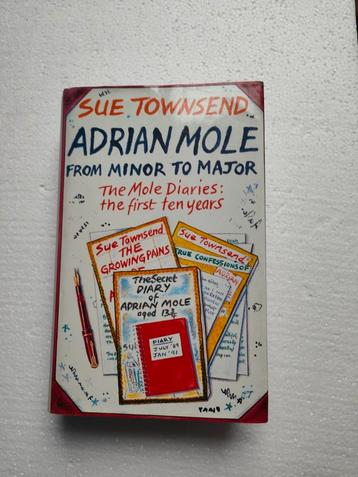 SUE TOWNSEND
ADRIAN MOLE
FROM MINOR TO MAJOR
The Mole Diaries:
the first ten years
Sue Townsend
THE
GROWING PAINS
OF
Sue Townsend
TRUE CONFESSIONS OF
The Secret
DIARY
of
ADRIAN MOLE
aged 13¾
DIARY
JULY '89
JAN '91